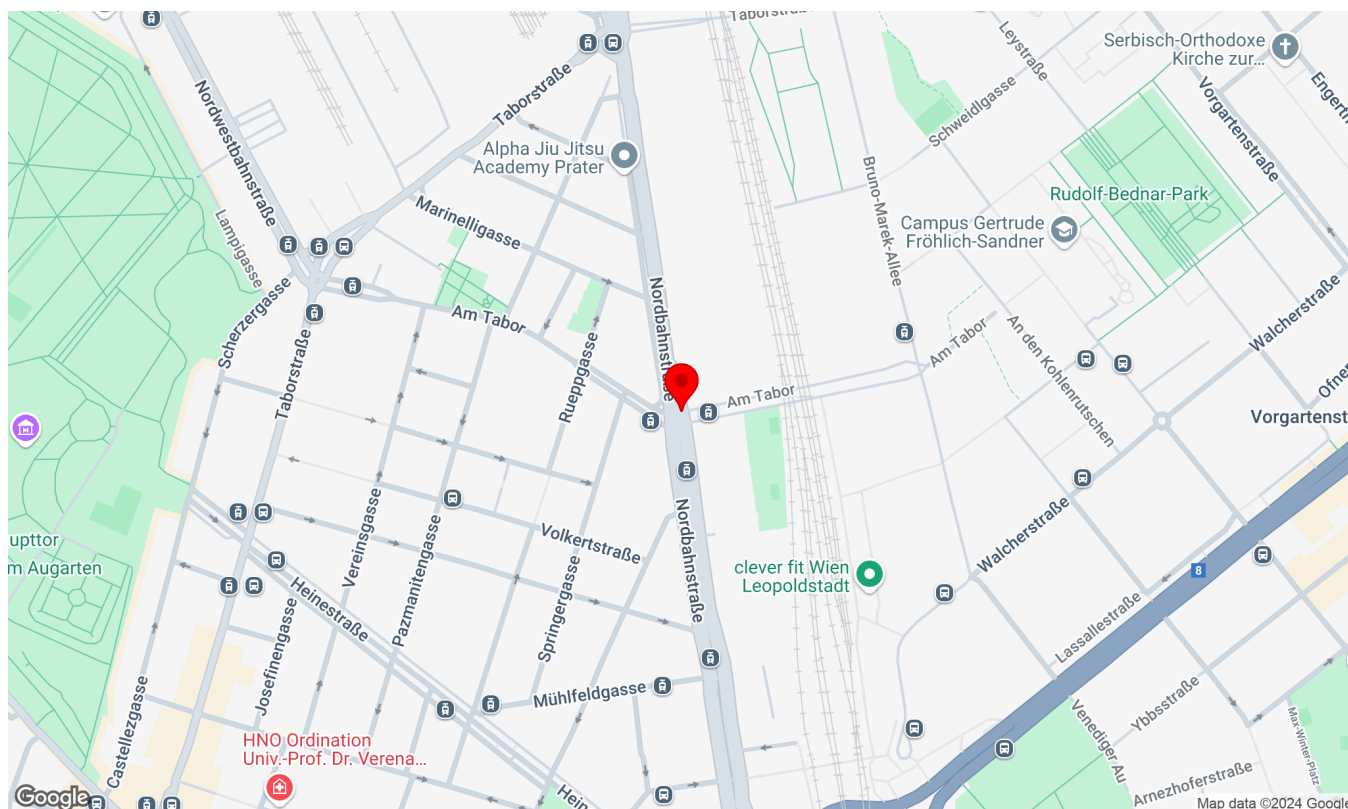 Taborstraße
Leystraße
Serbisch-Orthodoxe
Kirche zur...
Nordwestbahnstraße
Taborstraße
Schweidlgasse
Vorgartenstraße
Alpha Jiu Jitsu
Academy Prater
Bruno-Marek-Allee
Rudolf-Bednar-Park
Lampigasse
Marinelligasse
Campus Gertrude
Fröhlich-Sandner
Scherzergasse
Nordbahnstraße
Walcherstraße
Am Tabor
Am Tabor
An den Kohlenrutschen
Taborstraße
Rueppgasse
Am Tabor
Vorgartenst
Vereinsgasse
Pazmanitengasse
Volkertstraße
Nordbahnstraße
Walcherstraße
upttor
m Augarten
clever fit Wien
Leopoldstadt
8
Heinestraße
Springergasse
Lassallestraße
Josefinengasse
Mühlfeldgasse
Castellezgasse
Ybbsstraße
Venediger Au
Max-Winter-Platz
HNO Ordination
Univ.-Prof. Dr. Verena...
Arnezhoferstraße
Google
Map data ©2024 Google